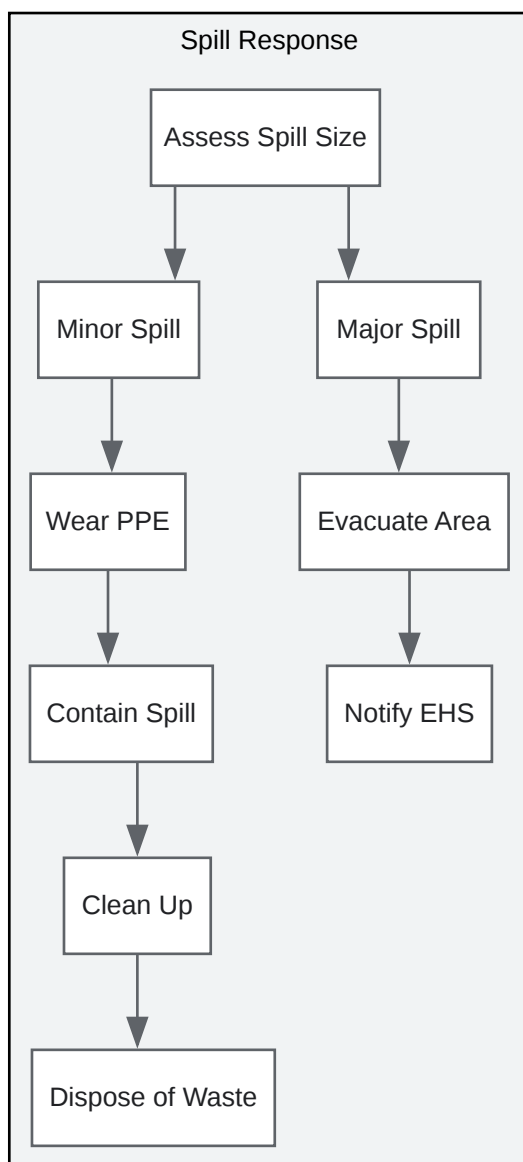 Spill Response
Assess Spill Size
Minor Spill
Major Spill
Wear PPE
Evacuate Area
Contain Spill
Notify EHS
Clean Up
Dispose of Waste